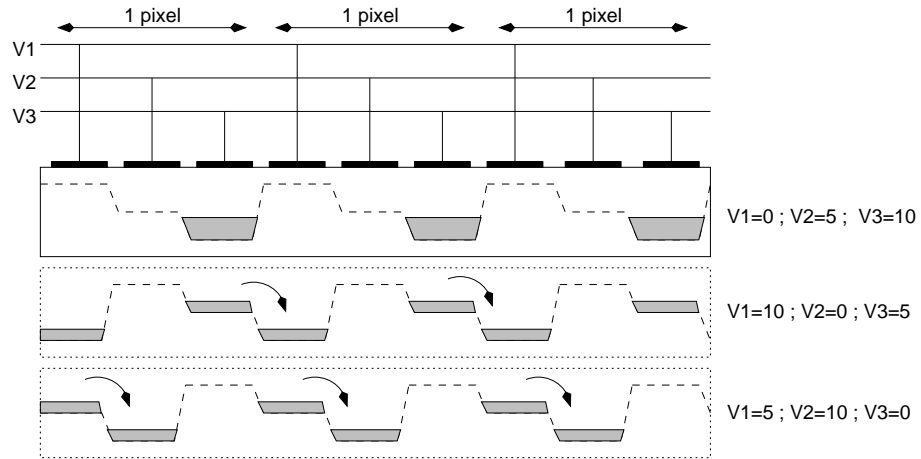 1 pixel 1 pixel 1 pixel
V1
V2
V3
V1=0 ; V2=5 ; V3=10
V1=10 ; V2=0 ; V3=5
V1=5 ; V2=10 ; V3=0